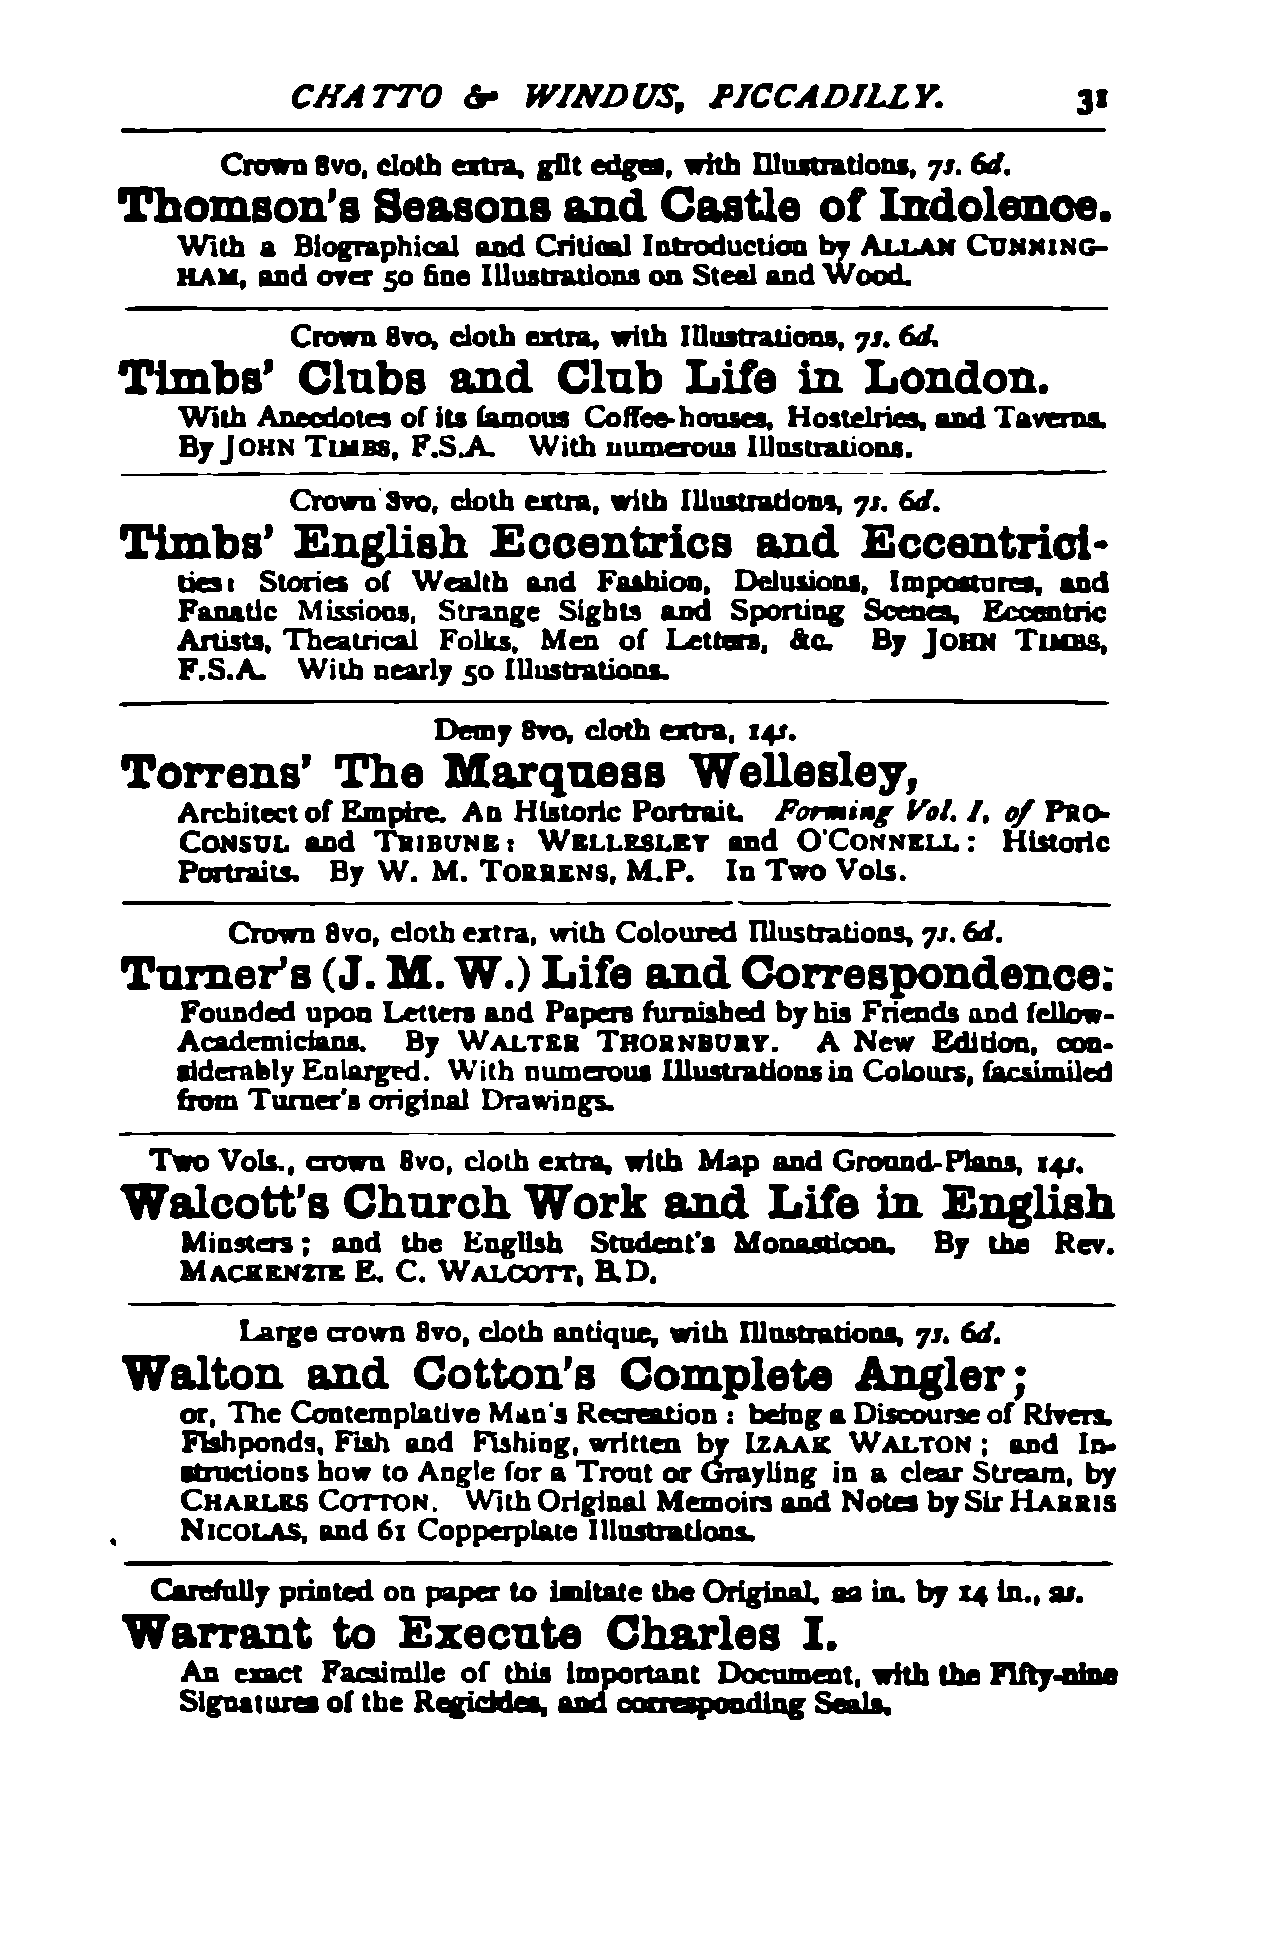 CHATTO & WINDUS, PICCADILLY. 31
Crown 8vo, cloth extra, gilt edges, with Illustrations, 7s. 6d.
Thomson's Seasons and Castle of Indolence.
With a Biographical and Critical Introduction by ALLAN CUNNING-
HAM, and over 50 fine Illustrations on Steel and Wood.
Crown 8vo, cloth extra, with Illustrations, 7s. 6d.
Timbs' Clubs and Club Life in London.
With Anecdotes of its famous Coffee-houses, Hostelries, and Taverns.
By JOHN TIMBS, F.S.A. With numerous Illustrations.
Crown 8vo, cloth extra, with Illustrations, 7s. 6d.
Timbs' English Eccentrics and Eccentrici-
ties: Stories of Wealth and Fashion, Delusions, Impostures, and
Fanatic Missions, Strange Sights and Sporting Scenes, Eccentric
Artists, Theatrical Folks, Men of Letters, &c. By JOHN TIMBS,
F.S.A. With nearly 50 Illustrations.
Demy 8vo, cloth extra, 14s.
Torrens' The Marquess Wellesley,
Architect of Empire. An Historic Portrait. Forming Vol. I. of PRO-
CONSUL and TRIBUNE: WELLESLEY and O'CONNELL: Historic
Portraits. By W. M. TORRENS, M.P. In Two Vols.
Crown 8vo, cloth extra, with Coloured Illustrations, 7s. 6d.
Turner's (J. M. W.) Life and Correspondence:
Founded upon Letters and Papers furnished by his Friends and fellow-
Academicians. By WALTER THORNBURY. A New Edition, con-
siderably Enlarged. With numerous Illustrations in Colours, facsimiled
from Turner's original Drawings.
Two Vols., crown 8vo, cloth extra, with Map and Ground-Plans, 14s.
Walcott's Church Work and Life in English
Minsters; and the English Student's Monasticon. By the Rev.
MACKENZIE E. C. WALCOTT, B.D.
Large crown 8vo, cloth antique, with Illustrations, 7s. 6d.
Walton and Cotton's Complete Angler;
or, The Contemplative Man's Recreation: being a Discourse of Rivers,
Fishponds, Fish and Fishing, written by IZAAK WALTON; and In-
structions how to Angle for a Trout or Grayling in a clear Stream, by
CHARLES COTTON. With Original Memoirs and Notes by Sir HARRIS
NICOLAS, and 61 Copperplate Illustrations.
Carefully printed on paper to imitate the Original, 22 in. by 14 in., 2s.
Warrant to Execute Charles I.
An exact Facsimile of this important Document, with the Fifty-nine
Signatures of the Regicides, and corresponding Seals.